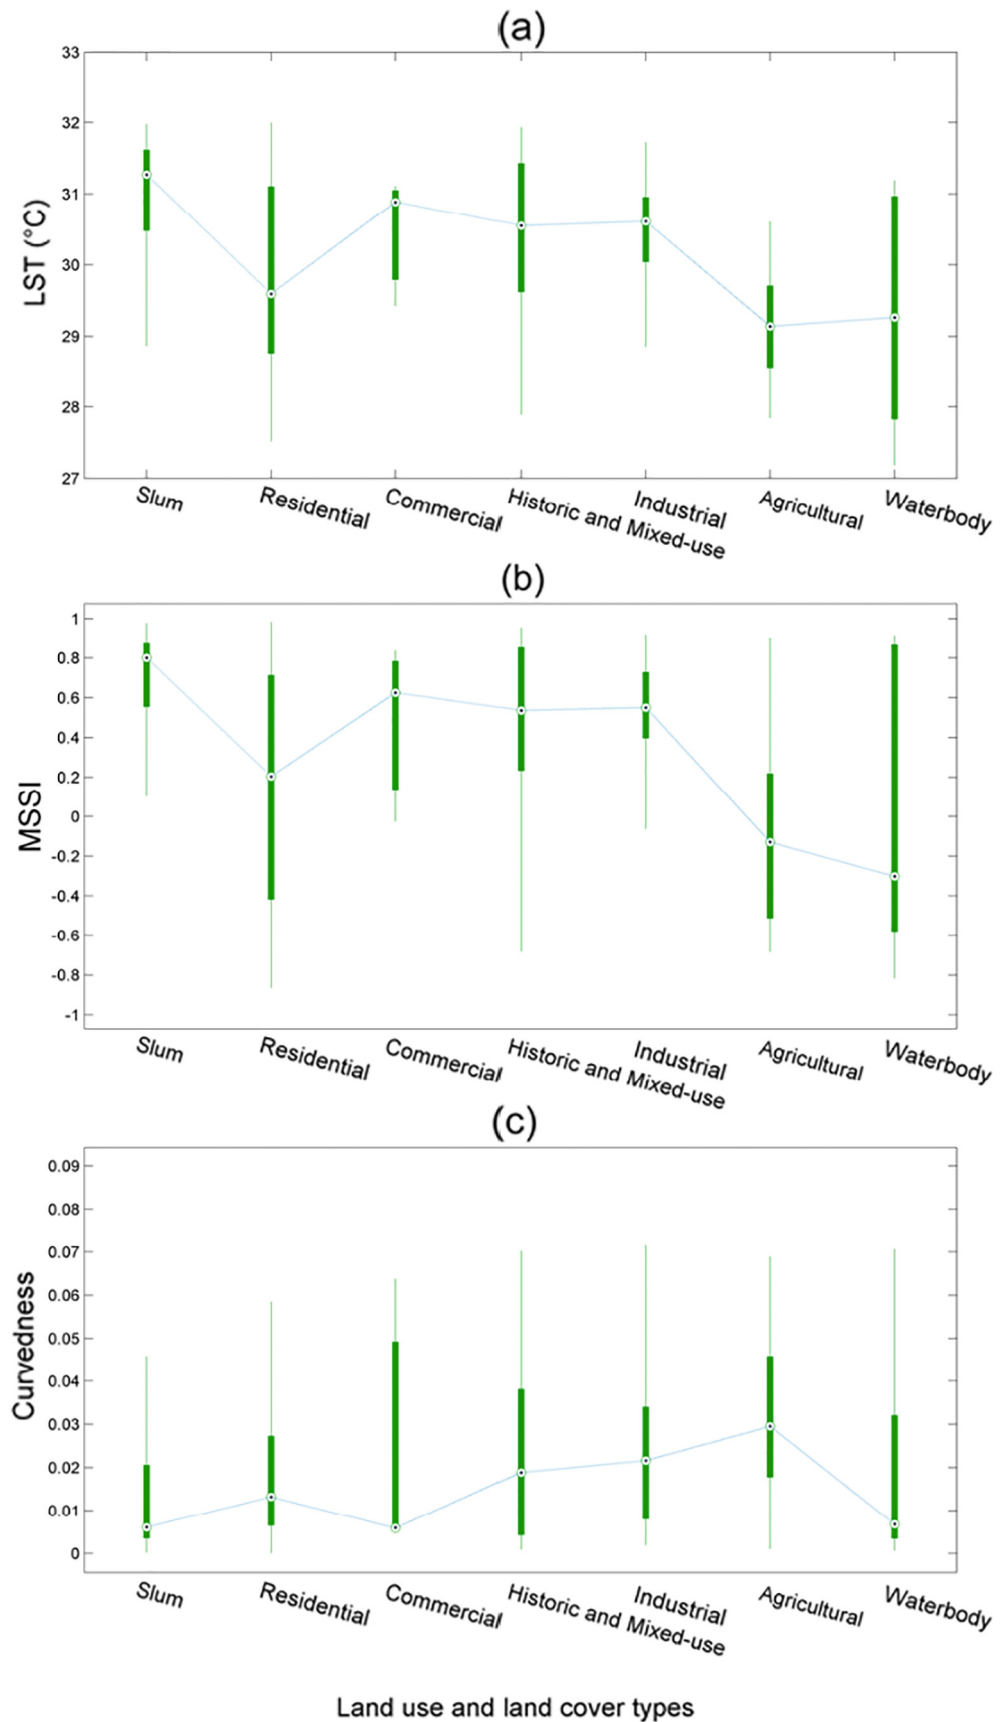 (a)
LST (°C)
33
32
31
30
29
28
27
Slum
Residential
Commercial
Historic and Mixed-use
Industrial
Agricultural
Waterbody
(b)
MSSI
1
0.8
0.6
0.4
0.2
0
-0.2
-0.4
-0.6
-0.8
-1
Slum
Residential
Commercial
Historic and Mixed-use
Industrial
Agricultural
Waterbody
(c)
Curvedness
0.09
0.08
0.07
0.06
0.05
0.04
0.03
0.02
0.01
0
Slum
Residential
Commercial
Historic and Mixed-use
Industrial
Agricultural
Waterbody
Land use and land cover types